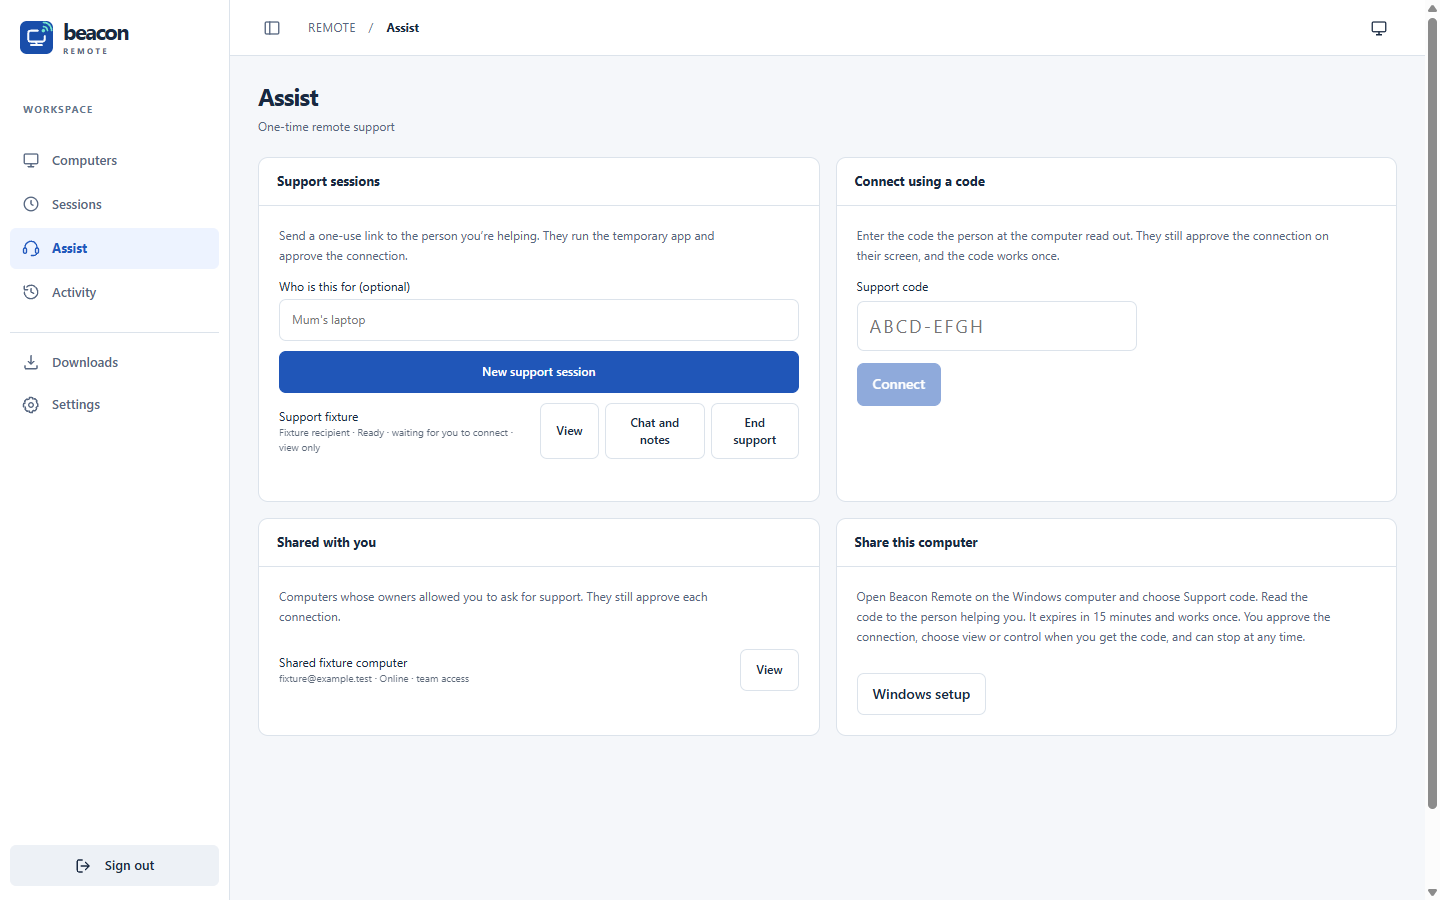 beacon
REMOTE
WORKSPACE
Computers
Sessions
Assist
Activity
Downloads
Settings
Sign out
REMOTE / Assist
Assist
One-time remote support
Support sessions
Send a one-use link to the person you're helping. They run the temporary app and
approve the connection.
Who is this for (optional)
Mum's laptop
New support session
Support fixture
Fixture recipient · Ready · waiting for you to connect ·
view only
View
Chat and
notes
End
support
Connect using a code
Enter the code the person at the computer read out. They still approve the connection on
their screen, and the code works once.
Support code
ABCD-EFGH
Connect
Shared with you
Computers whose owners allowed you to ask for support. They still approve each
connection.
Shared fixture computer
fixture@example.test · Online · team access
View
Share this computer
Open Beacon Remote on the Windows computer and choose Support code. Read the
code to the person helping you. It expires in 15 minutes and works once. You approve the
connection, choose view or control when you get the code, and can stop at any time.
Windows setup